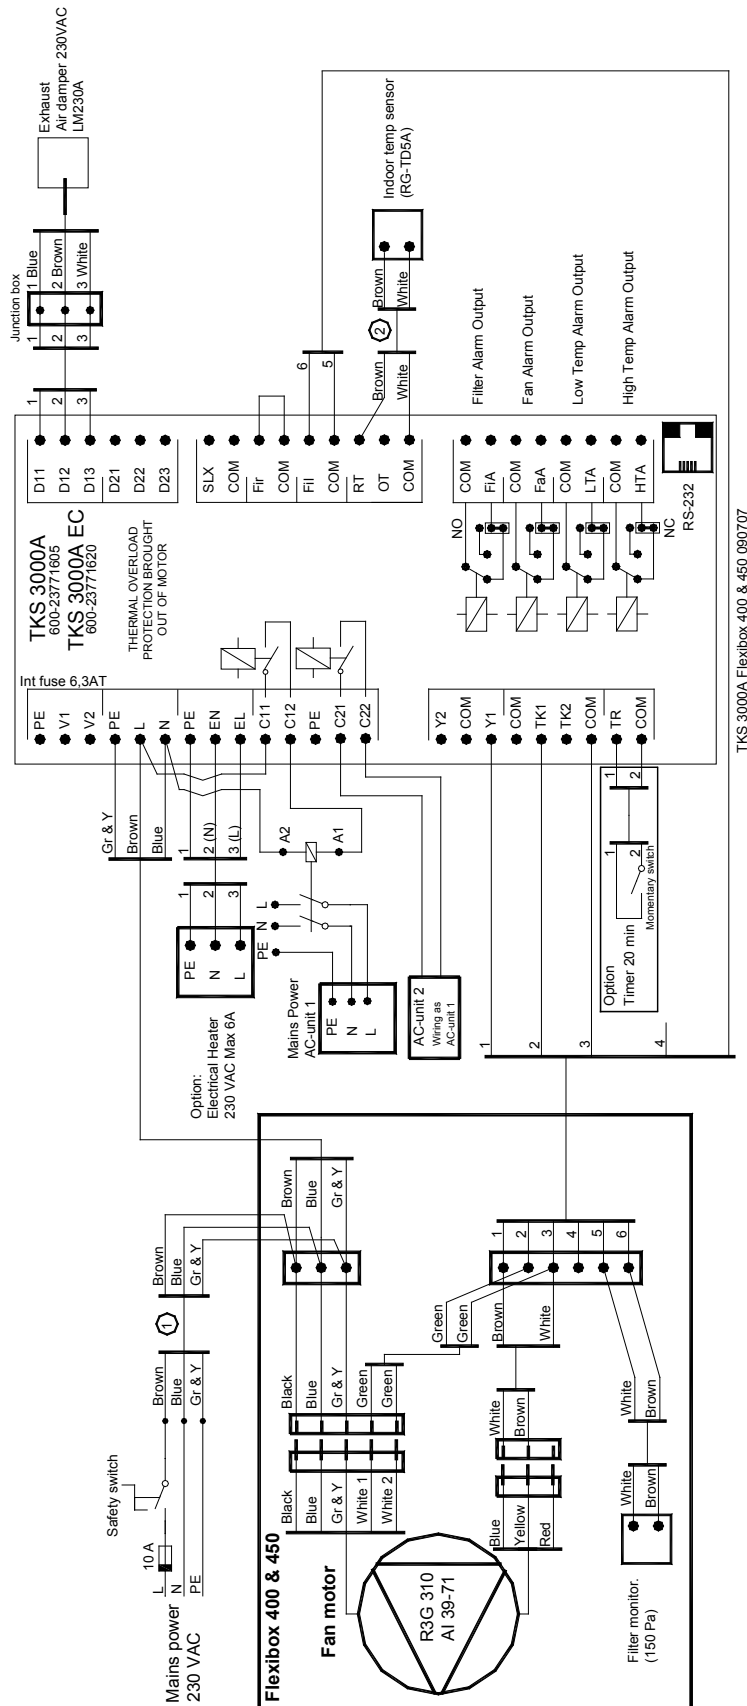 Exhaust
Air damper 230VAC
LM230A
Junction box
1 Blue
2 Brown
3 White
1
2
3
1
2
3
D11
D12
D13
D21
D22
D23
TKS 3000A
600-23771605
TKS 3000A EC
600-23771620
THERMAL OVERLOAD
PROTECTION BROUGHT
OUT OF MOTOR
SLX
COM
Fir
COM
Fil
COM
RT
OT
COM
6
5
Brown
White
2
Brown
White
Indoor temp sensor
(RG-TD5A)
COM
FiA
COM
FaA
COM
LTA
COM
HTA
NO
NC
RS-232
Filter Alarm Output
Fan Alarm Output
Low Temp Alarm Output
High Temp Alarm Output
Int fuse 6,3AT
PE
V1
V2
PE
L
N
PE
EN
EL
C11
C12
PE
C21
C22
Y2
COM
Y1
COM
TK1
TK2
COM
TR
COM
Gr & Y
Brown
Blue
1
2 (N)
3 (L)
1
2
3
PE
N
L
Option:
Electrical Heater
230 VAC Max 6A
A2
A1
L
N
PE
PE
N
L
Mains Power
AC-unit 1
AC-unit 2
Wiring as
AC-unit 1
1
2
1
2
Momentary switch
Option
Timer 20 min
1
2
3
4
TKS 3000A Flexibox 400 & 450 090707
Mains power
230 VAC
L
N
PE
10 A
Safety switch
Brown
Blue
Gr & Y
1
Brown
Blue
Gr & Y
Brown
Blue
Gr & Y
Flexibox 400 & 450
Fan motor
R3G 310
AI 39-71
Black
Blue
Gr & Y
White 1
White 2
Black
Blue
Gr & Y
Green
Green
Green
Green
Brown
White
1
2
3
4
5
6
Blue
Yellow
Red
White
Brown
White
Brown
White
Brown
Filter monitor.
(150 Pa)